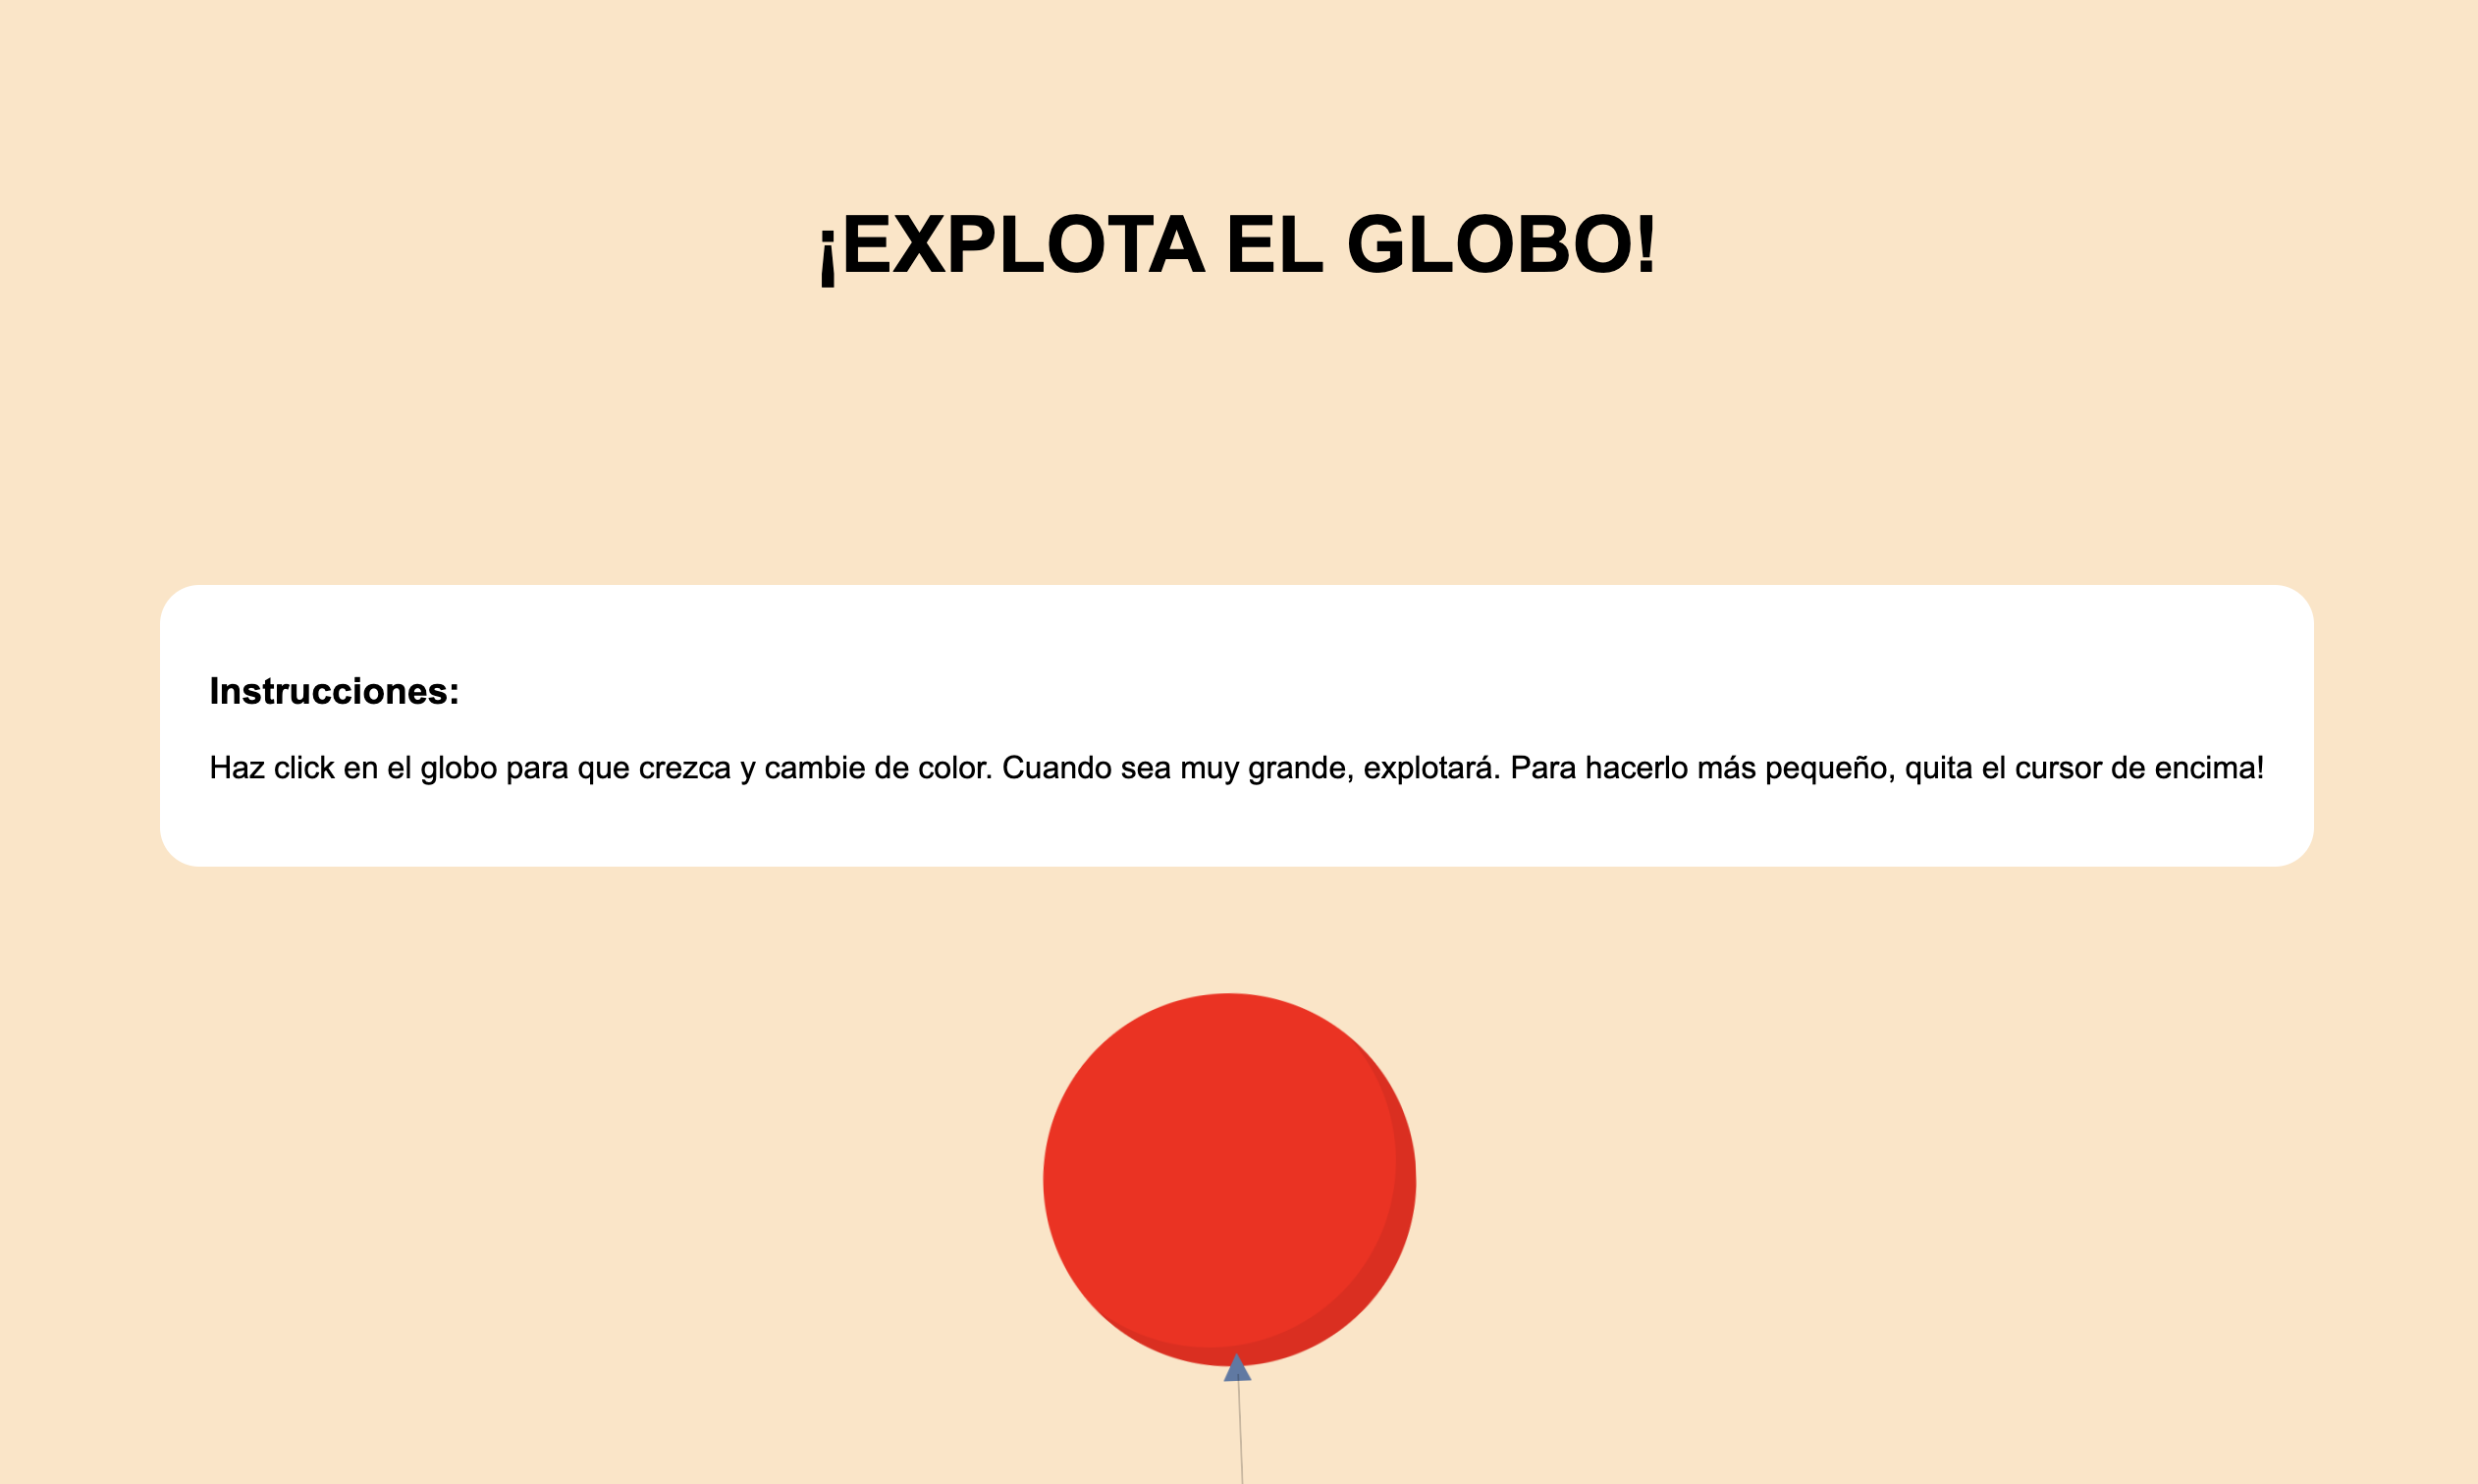 ¡EXPLOTA EL GLOBO!
Instrucciones:
Haz click en el globo para que crezca y cambie de color. Cuando sea muy grande, explotará. Para hacerlo más pequeño, quita el cursor de encima!